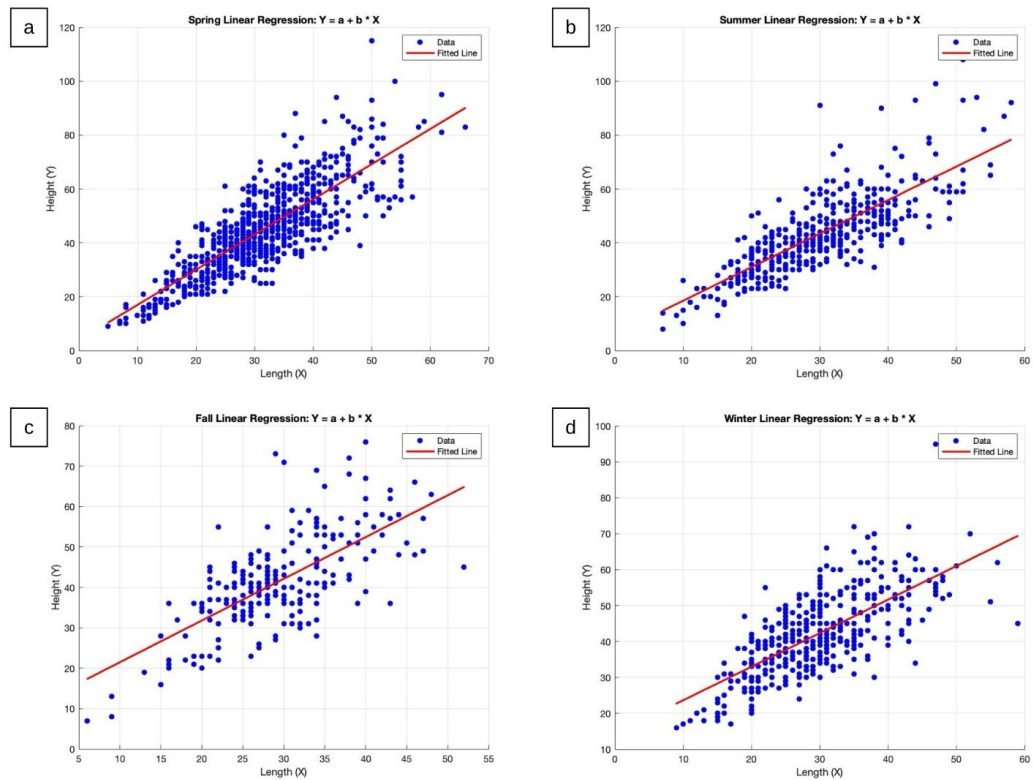 a
Spring Linear Regression: Y = a + b * X
120
100
80
60
40
20
0
Height (Y)
Data
Fitted Line
0 10 20 30 40 50 60 70
Length (X)
b
Summer Linear Regression: Y = a + b * X
120
100
80
60
40
20
0
Height (Y)
Data
Fitted Line
0 10 20 30 40 50 60
Length (X)
c
Fall Linear Regression: Y = a + b * X
80
70
60
50
40
30
20
10
0
Height (Y)
Data
Fitted Line
5 10 15 20 25 30 35 40 45 50 55
Length (X)
d
Winter Linear Regression: Y = a + b * X
100
90
80
70
60
50
40
30
20
10
Height (Y)
Data
Fitted Line
0 10 20 30 40 50 60
Length (X)